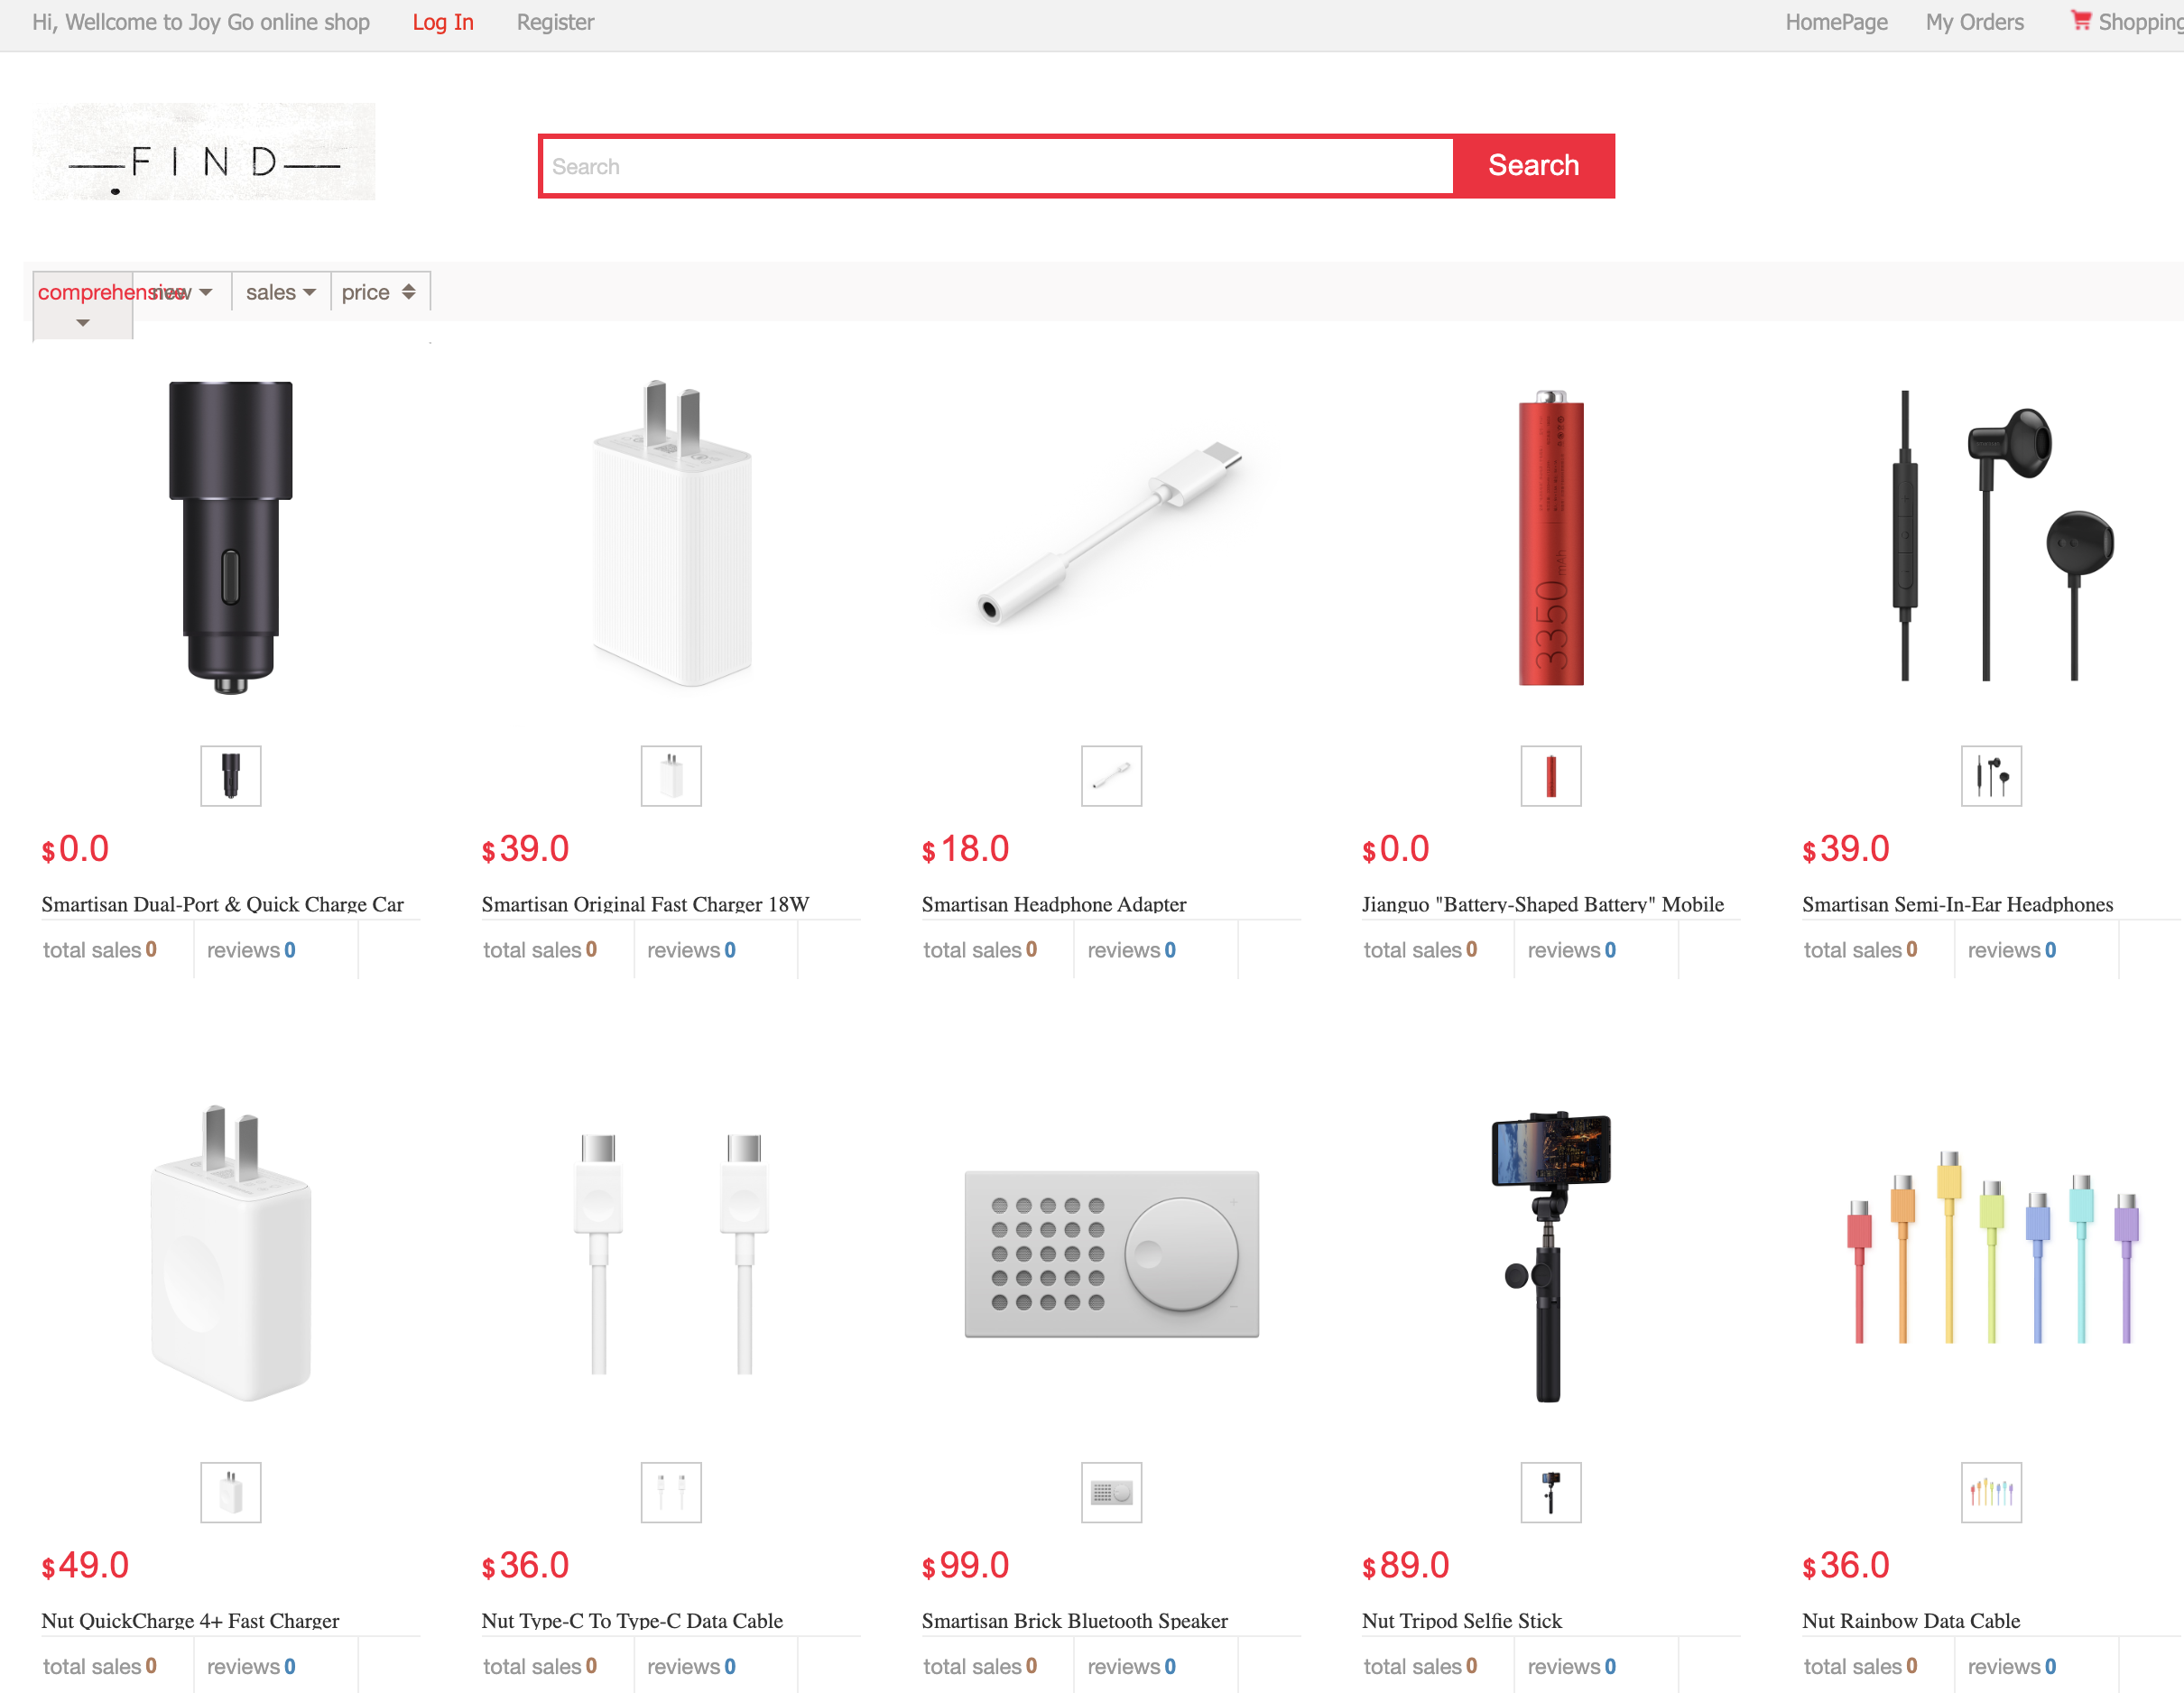 Hi, Wellcome to Joy Go online shop Log In Register HomePage My Orders Shopping
FIND
Search Search
comprehensive new sales price
3350 mAh
$0.0 $39.0 $18.0 $0.0 $39.0
Smartisan Dual-Port & Quick Charge Car Smartisan Original Fast Charger 18W Smartisan Headphone Adapter Jianguo "Battery-Shaped Battery" Mobile Smartisan Semi-In-Ear Headphones
total sales 0 reviews 0 total sales 0 reviews 0 total sales 0 reviews 0 total sales 0 reviews 0 total sales 0 reviews 0
$49.0 $36.0 $99.0 $89.0 $36.0
Nut QuickCharge 4+ Fast Charger Nut Type-C To Type-C Data Cable Smartisan Brick Bluetooth Speaker Nut Tripod Selfie Stick Nut Rainbow Data Cable
total sales 0 reviews 0 total sales 0 reviews 0 total sales 0 reviews 0 total sales 0 reviews 0 total sales 0 reviews 0